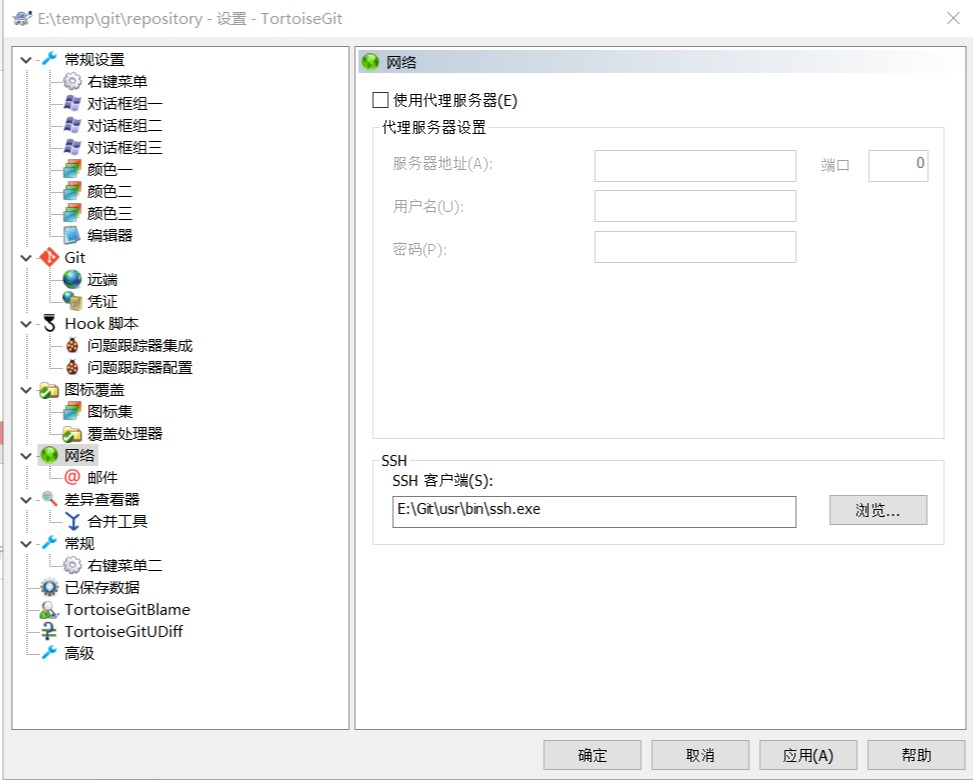 E:\temp\git\repository - 设置 - TortoiseGit
常规设置
右键菜单
对话框组一
对话框组二
对话框组三
颜色一
颜色二
颜色三
编辑器
Git
远端
凭证
Hook 脚本
问题跟踪器集成
问题跟踪器配置
图标覆盖
图标集
覆盖处理器
网络
邮件
差异查看器
合并工具
常规
右键菜单二
已保存数据
TortoiseGitBlame
TortoiseGitUDiff
高级
网络
使用代理服务器(E)
代理服务器设置
服务器地址(A): 端口 0
用户名(U):
密码(P):
SSH
SSH 客户端(S):
E:\Git\usr\bin\ssh.exe 浏览...
确定 取消 应用(A) 帮助